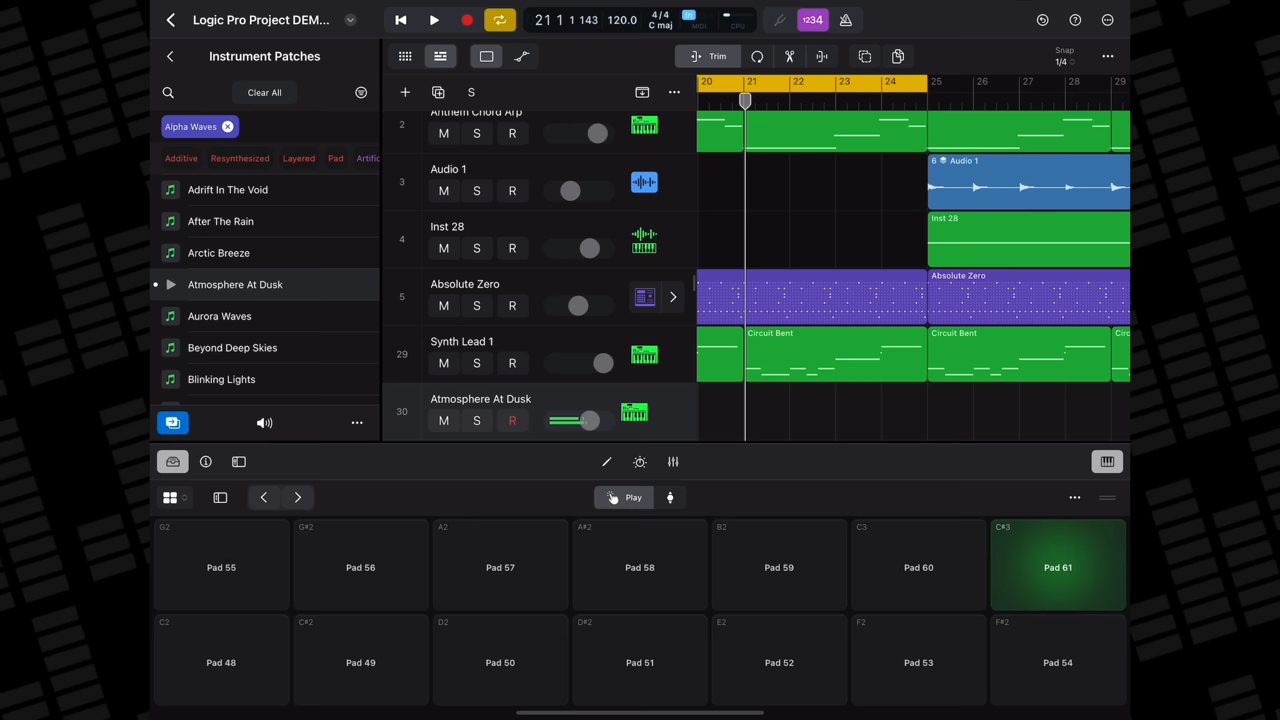 Logic Pro Project DEM...
21 1 1 143 120.0 4/4 C maj In MIDI CPU
1234
Instrument Patches
Trim
Snap
1/4
Clear All
S
20 21 22 23 24 25 26 27 28 29
Alpha Waves
Additive Resynthesized Layered Pad Artific
Adrift In The Void
After The Rain
Arctic Breeze
Atmosphere At Dusk
Aurora Waves
Beyond Deep Skies
Blinking Lights
Anthem Chord Arp
2 M S R
Audio 1
3 M S R
6 Audio 1
Inst 28
4 M S R
Inst 28
Absolute Zero
5 M S R
Absolute Zero
Synth Lead 1
29 M S R
Circuit Bent Circuit Bent Circ
Atmosphere At Dusk
30 M S R
Play
G2 G#2 A2 A#2 B2 C3 C#3
Pad 55 Pad 56 Pad 57 Pad 58 Pad 59 Pad 60 Pad 61
C2 C#2 D2 D#2 E2 F2 F#2
Pad 48 Pad 49 Pad 50 Pad 51 Pad 52 Pad 53 Pad 54